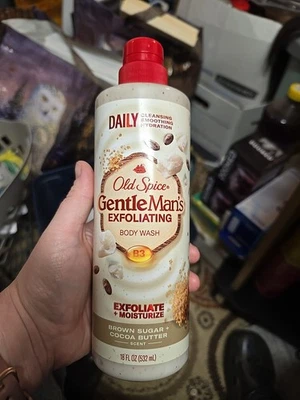 DAILY CLEANSING
SMOOTHING
HYDRATION
Old Spice
GentleMan's
EXFOLIATING
BODY WASH
B3
EXFOLIATE
+ MOISTURIZE
BROWN SUGAR +
COCOA BUTTER
SCENT
18 FL OZ (532 mL)